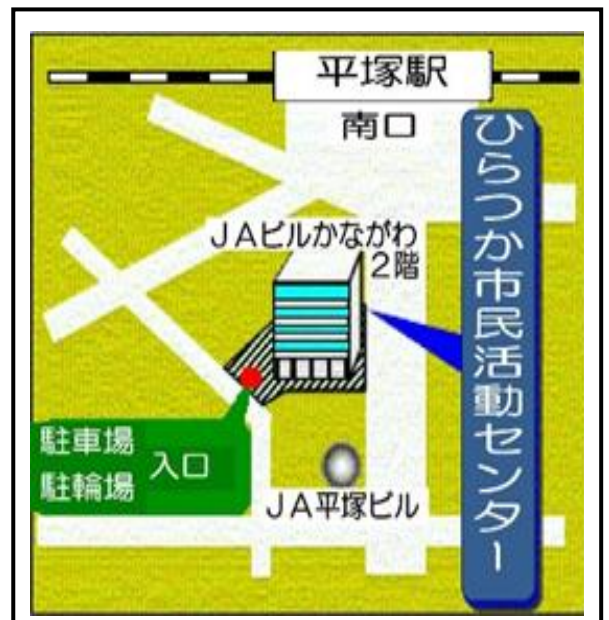 平塚駅
南口
JAビルかながわ
2階
ひらつか市民活動センター
駐車場
駐輪場
入口
JA平塚ビル